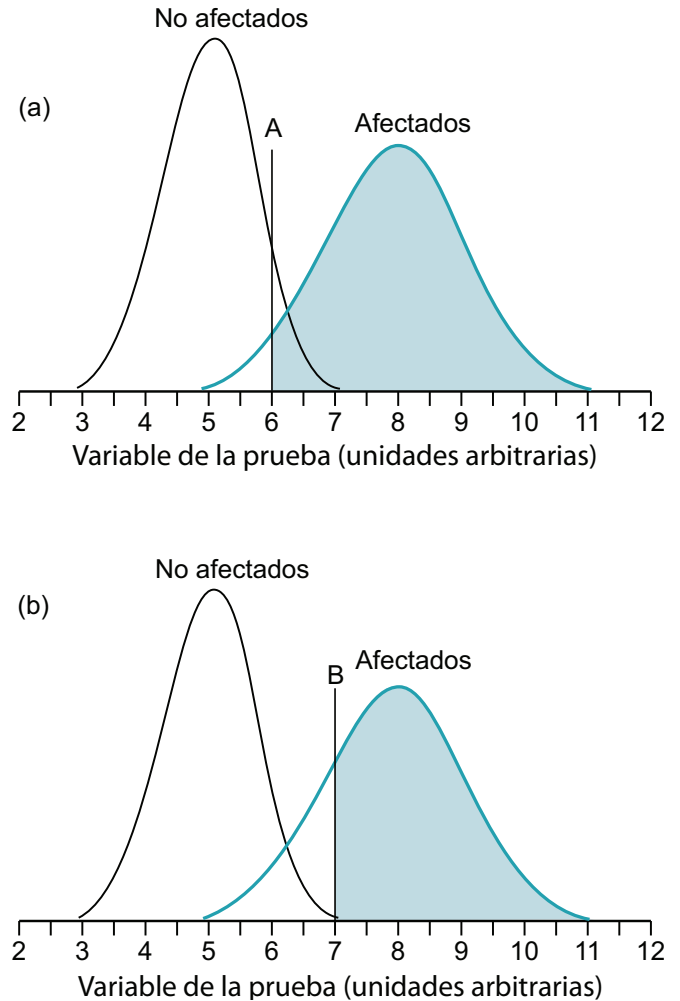 No afectados
(a)
A
Afectados
2 3 4 5 6 7 8 9 10 11 12
Variable de la prueba (unidades arbitrarias)
No afectados
(b)
B
Afectados
2 3 4 5 6 7 8 9 10 11 12
Variable de la prueba (unidades arbitrarias)